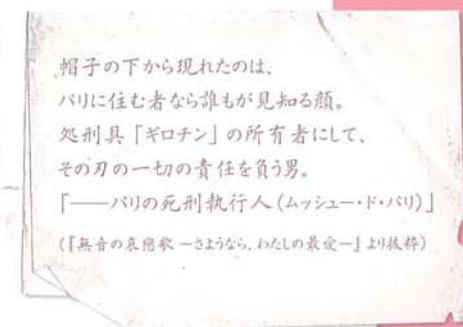 帽子の下から現れたのは、
パリに住む者なら誰もが見知る顔。
処刑具「ギロチン」の所有者にして、
その刃の一切の責任を負う男。
「――パリの死刑執行人(ムッシュー・ド・パリ)」
(『無音の哀悲歌 ～さようなら、わたしの最愛～』より抜粋)